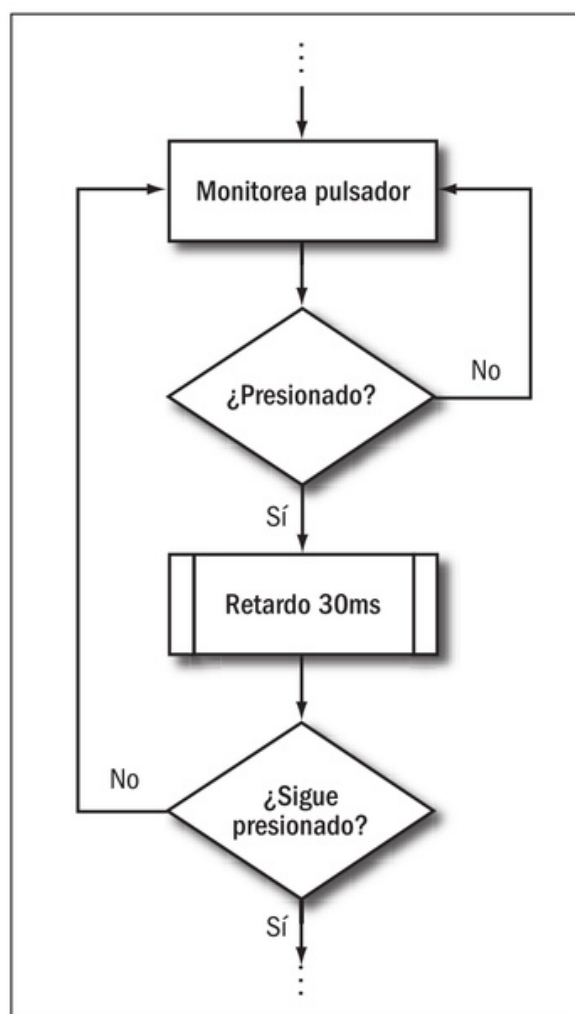 Monitorea pulsador
¿Presionado?
No
Sí
Retardo 30ms
No
¿Sigue
presionado?
Sí